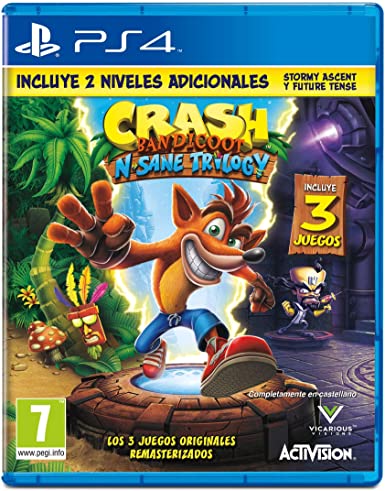 PS4
INCLUYE 2 NIVELES ADICIONALES
STORMY ASCENT
Y FUTURE TENSE
CRASH
BANDICOOT
N. SANE TRILOGY
INCLUYE
3
JUEGOS
Completamente en castellano
7
www.pegi.info
LOS 3 JUEGOS ORIGINALES
REMASTERIZADOS
VICARIOUS
VISIONS
ACTIVISION